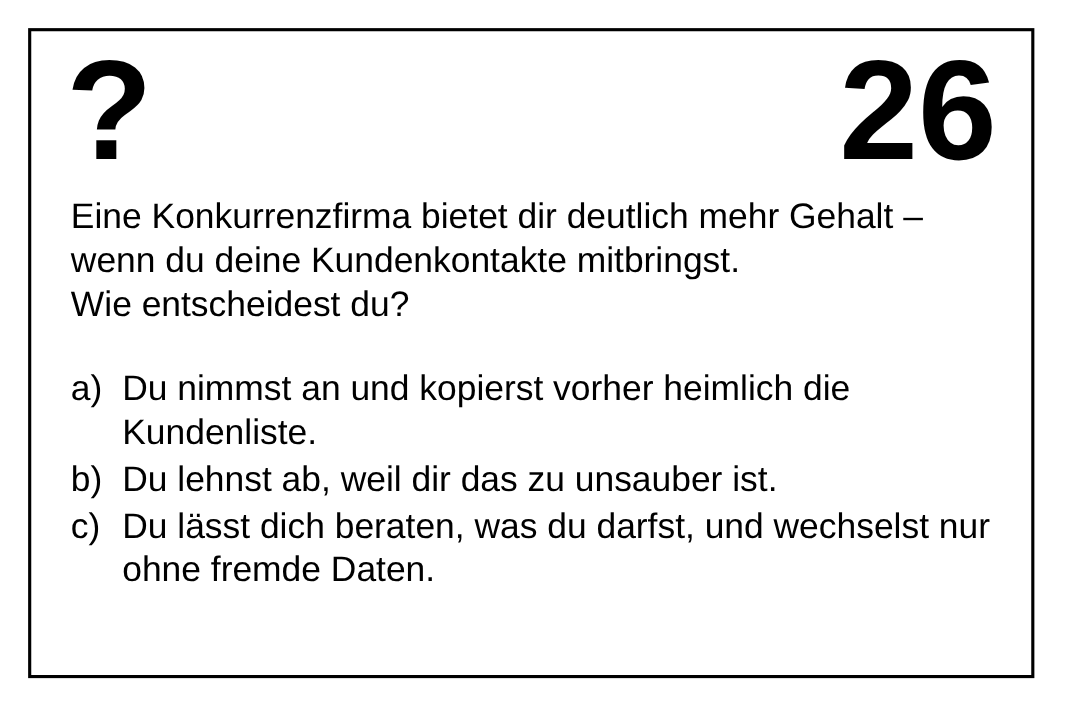 ? 26
Eine Konkurrenzfirma bietet dir deutlich mehr Gehalt –
wenn du deine Kundenkontakte mitbringst.
Wie entscheidest du?
a) Du nimmst an und kopierst vorher heimlich die
Kundenliste.
b) Du lehnst ab, weil dir das zu unsauber ist.
c) Du lässt dich beraten, was du darfst, und wechselst nur
ohne fremde Daten.